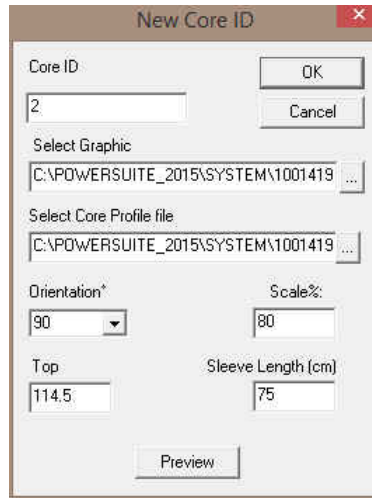 New Core ID
Core ID
OK
2
Cancel
Select Graphic
C:\POWERSUITE_2015\SYSTEM\1001419 ...
Select Core Profile file
C:\POWERSUITE_2015\SYSTEM\1001419 ...
Orientation° Scale%:
90 80
Top Sleeve Length (cm)
114.5 75
Preview